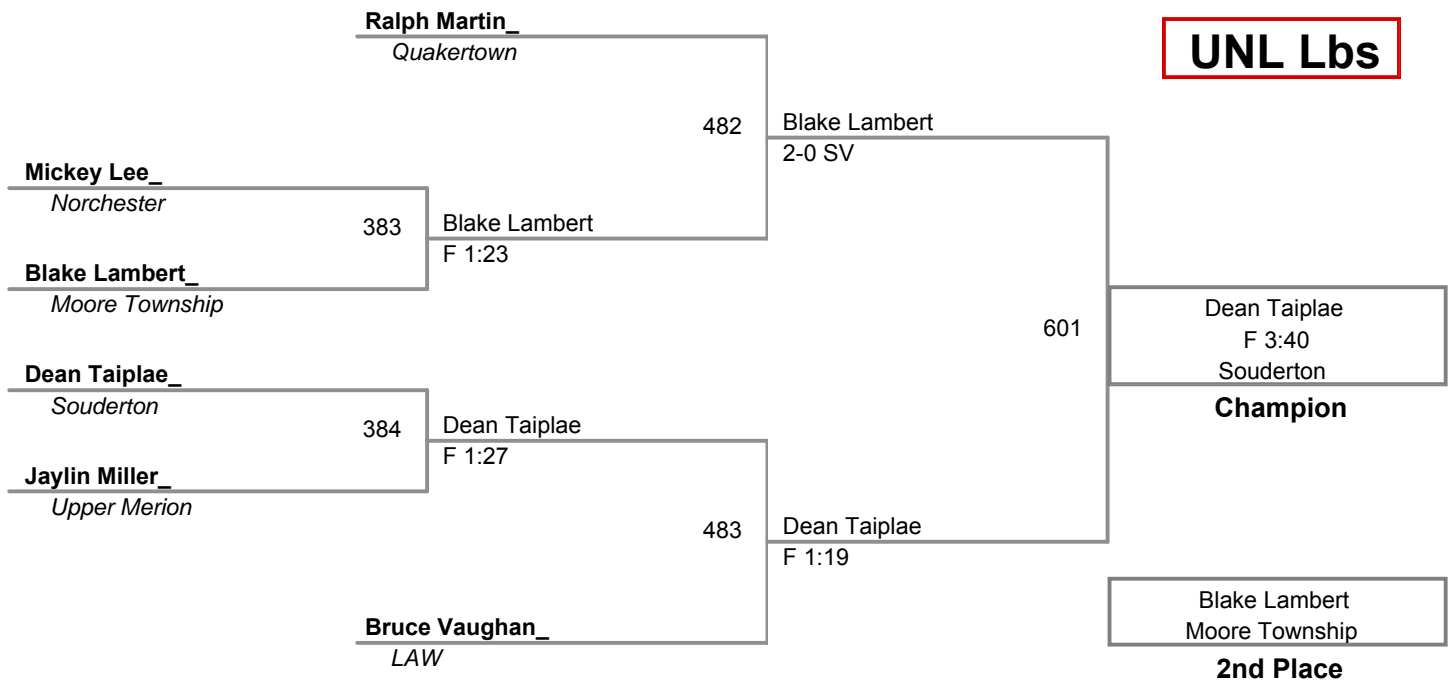 Ralph Martin_
Quakertown
UNL Lbs
482
Blake Lambert
2-0 SV
Mickey Lee_
Norchester
383
Blake Lambert
F 1:23
Blake Lambert_
Moore Township
601
Dean Taiplae
F 3:40
Souderton
Champion
Dean Taiplae_
Souderton
384
Dean Taiplae
F 1:27
Jaylin Miller_
Upper Merion
483
Dean Taiplae
F 1:19
Bruce Vaughan_
LAW
Blake Lambert
Moore Township
2nd Place